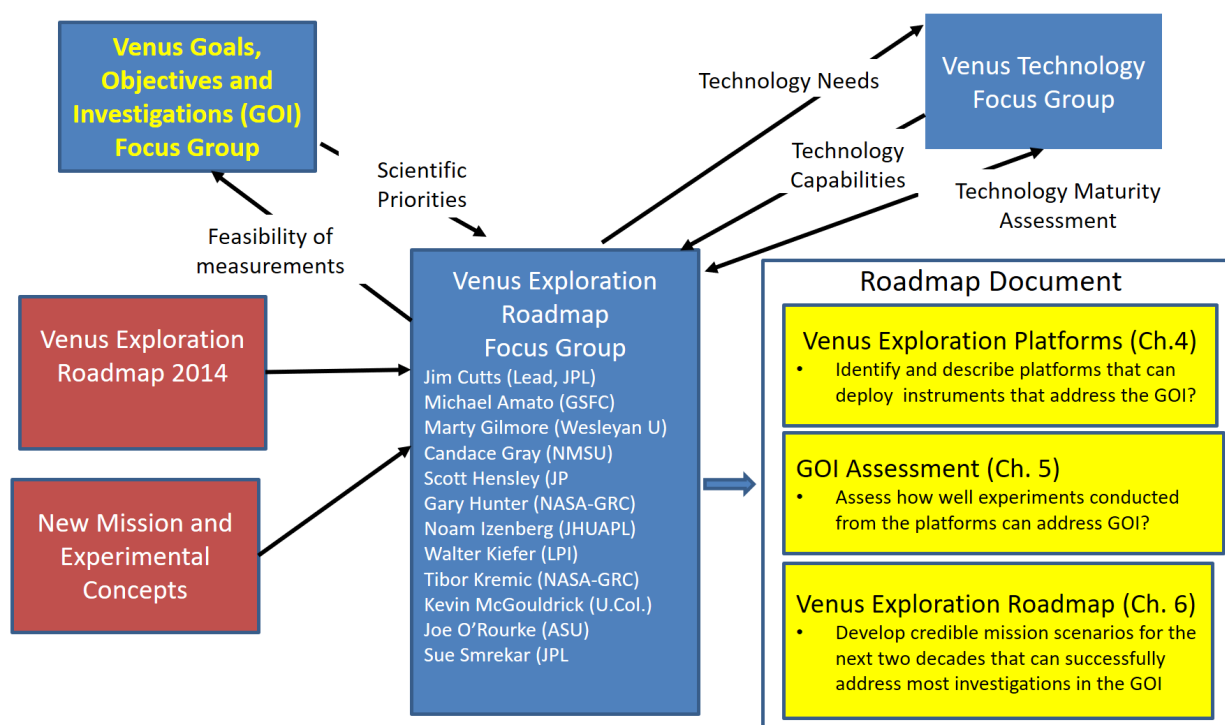 Venus Goals,
Objectives and
Investigations (GOI)
Focus Group
Technology Needs
Venus Technology
Focus Group
Scientific
Priorities
Technology
Capabilities
Technology Maturity
Assessment
Feasibility of
measurements
Venus Exploration
Roadmap 2014
New Mission and
Experimental
Concepts
Venus Exploration
Roadmap
Focus Group
Jim Cutts (Lead, JPL)
Michael Amato (GSFC)
Marty Gilmore (Wesleyan U)
Candace Gray (NMSU)
Scott Hensley (JP
Gary Hunter (NASA-GRC)
Noam Izenberg (JHUAPL)
Walter Kiefer (LPI)
Tibor Kremic (NASA-GRC)
Kevin McGouldrick (U.Col.)
Joe O’Rourke (ASU)
Sue Smrekar (JPL
Roadmap Document
Venus Exploration Platforms (Ch.4)
• Identify and describe platforms that can
deploy instruments that address the GOI?
GOI Assessment (Ch. 5)
• Assess how well experiments conducted
from the platforms can address GOI?
Venus Exploration Roadmap (Ch. 6)
• Develop credible mission scenarios for the
next two decades that can successfully
address most investigations in the GOI